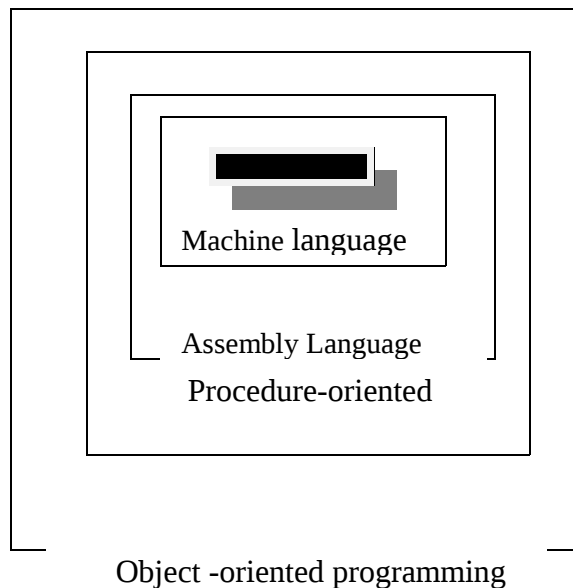 Machine language
Assembly Language
Procedure-oriented
Object -oriented programming